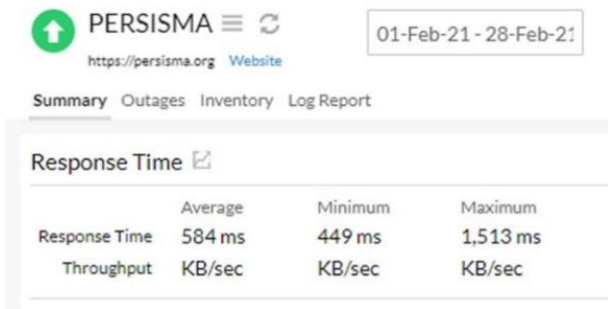 PERSISMA
01-Feb-21 - 28-Feb-21
https://persisma.org Website
Summary Outages Inventory Log Report
Response Time
Average Minimum Maximum
Response Time 584 ms 449 ms 1,513 ms
Throughput KB/sec KB/sec KB/sec